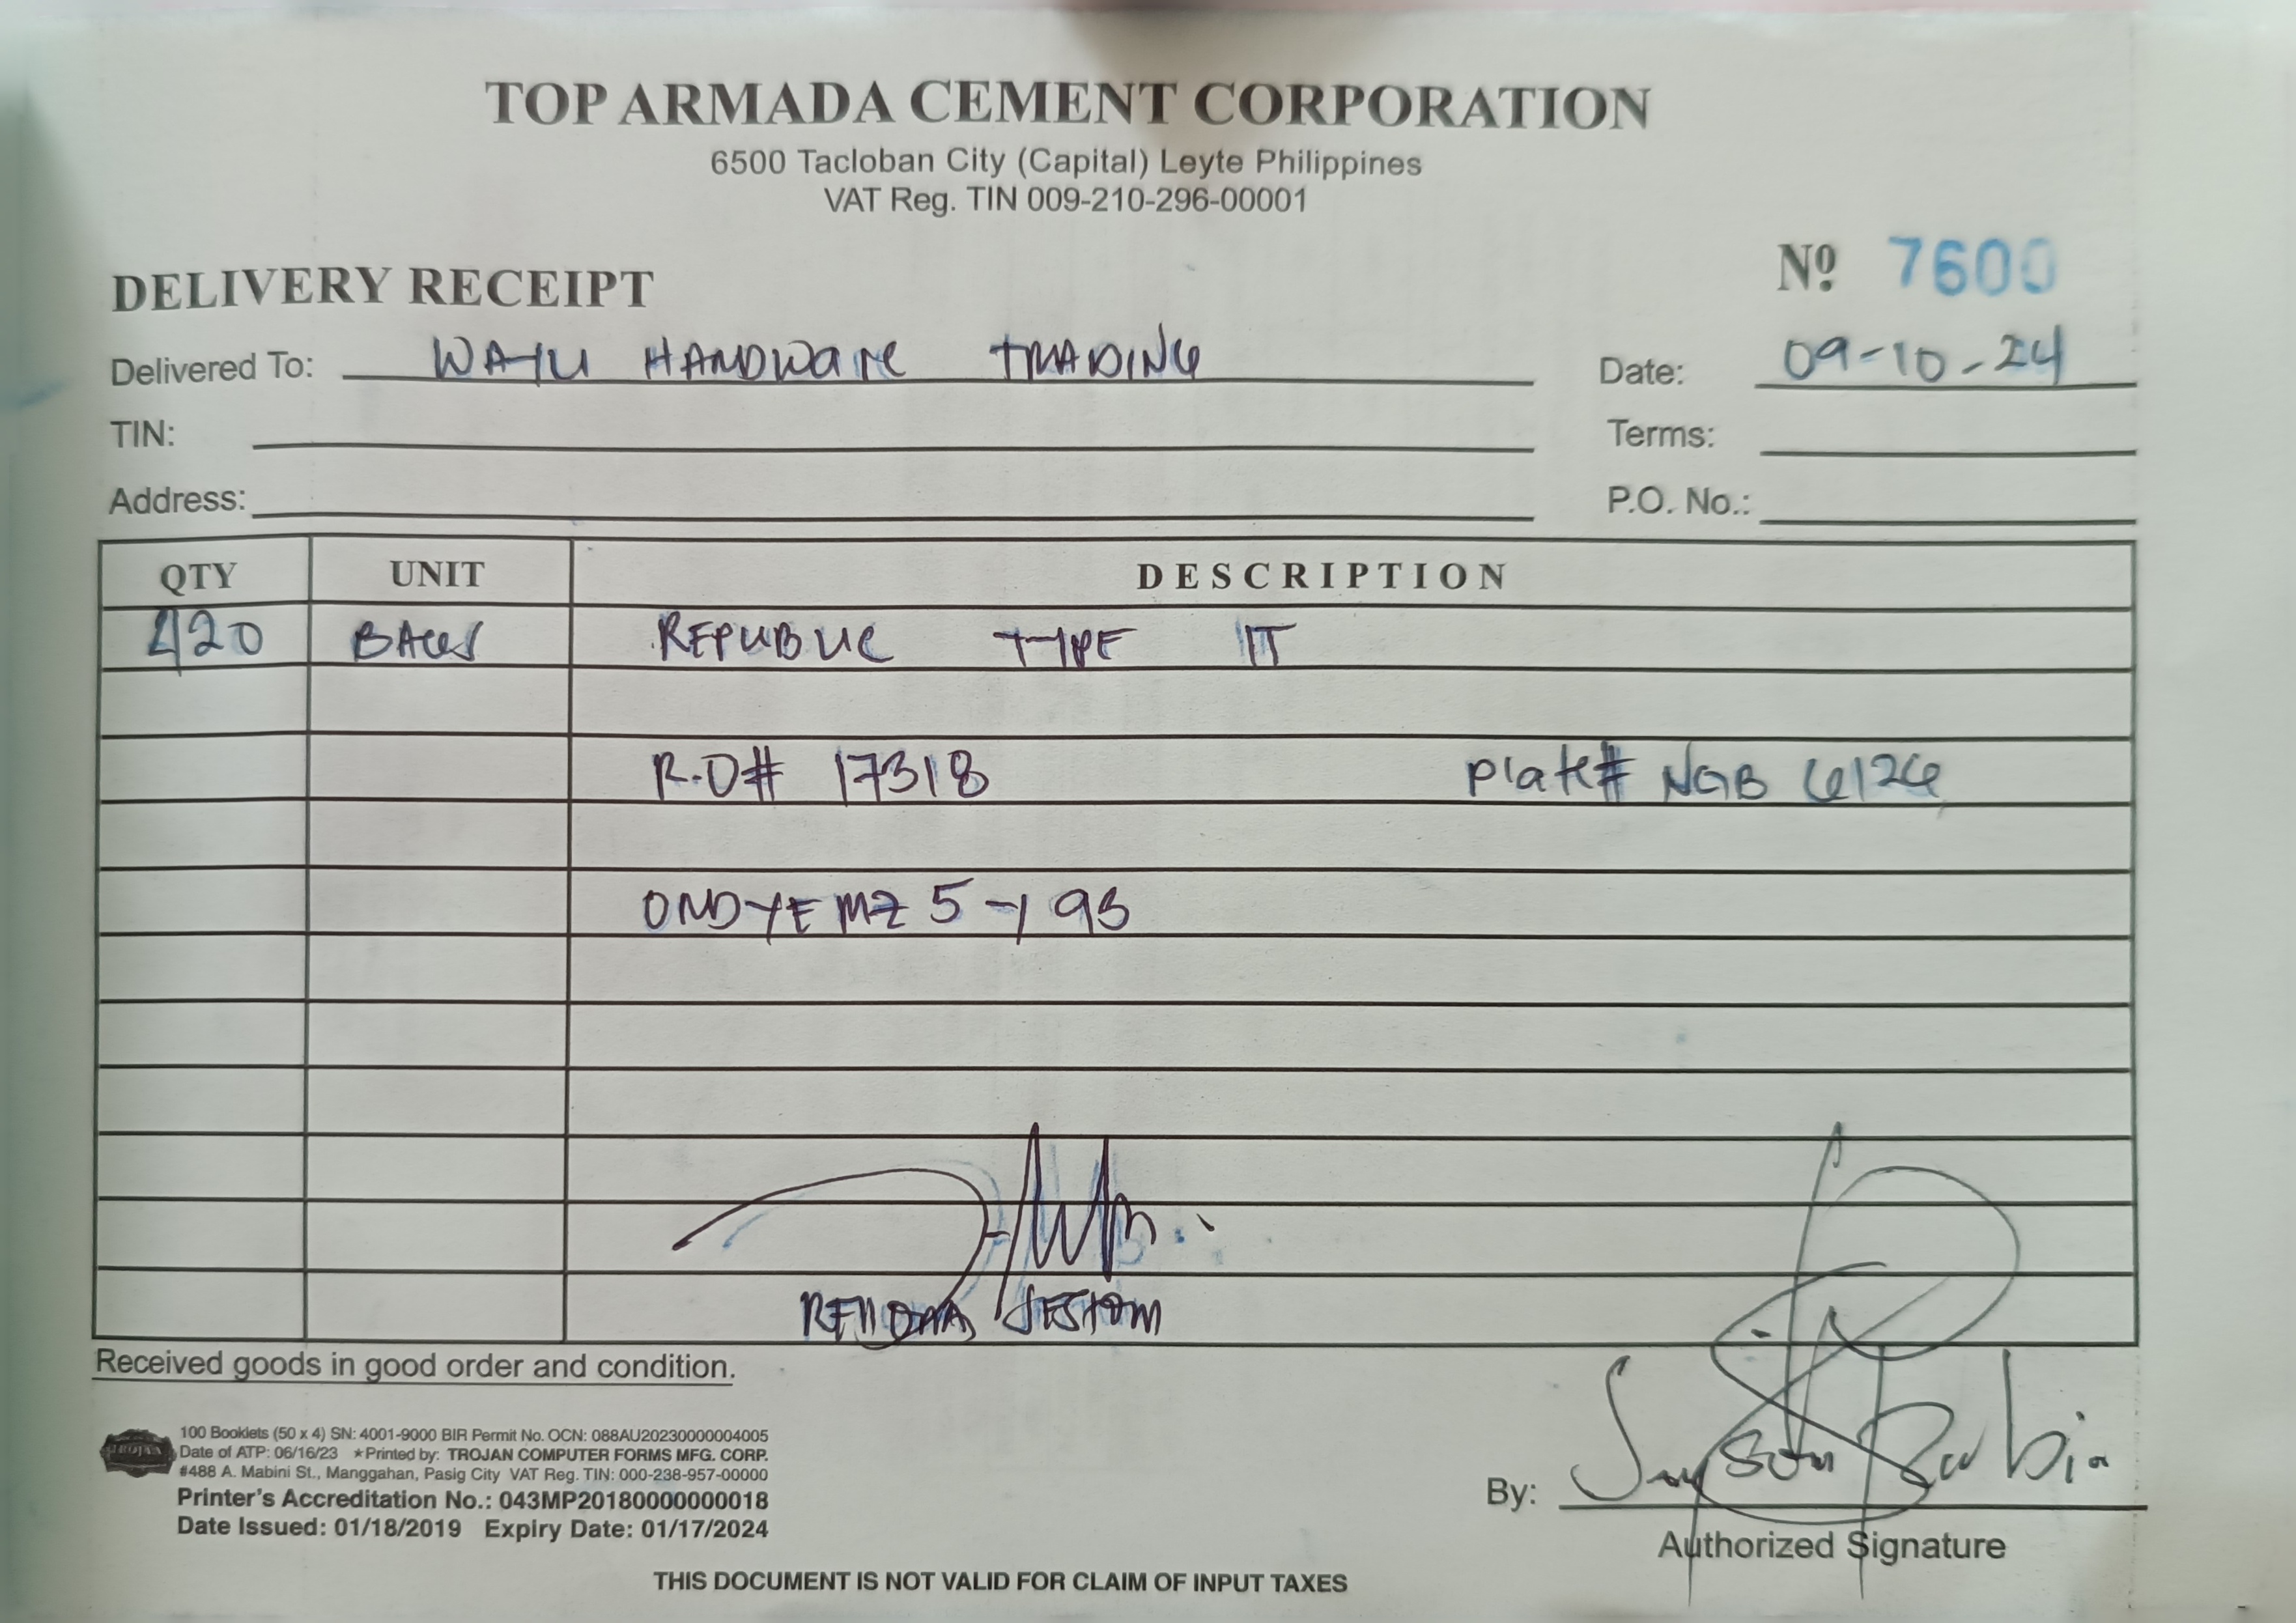 TOP ARMADA CEMENT CORPORATION
6500 Tacloban City (Capital) Leyte Philippines
VAT Reg. TIN 009-210-296-00001
DELIVERY RECEIPT
Nº 7600
Delivered To: HARDWARE TRADING
Date: 09-10-24
TIN:
Terms:
Address:
P.O. No.:
QTY UNIT DESCRIPTION
420 BAGS REPUBLIC TYPE IT
R.O# 17318 Plate# NGB 6126
Received goods in good order and condition.
TROJAN
100 Booklets (50 x 4) SN: 4001-9000 BIR Permit No. OCN: 088AU20230000004005
Date of ATP: 06/16/23 ★Printed by: TROJAN COMPUTER FORMS MFG. CORP.
#488 A. Mabini St., Manggahan, Pasig City VAT Reg. TIN: 000-238-957-00000
Printer's Accreditation No.: 043MP20180000000018
Date Issued: 01/18/2019 Expiry Date: 01/17/2024
By:
Authorized Signature
THIS DOCUMENT IS NOT VALID FOR CLAIM OF INPUT TAXES